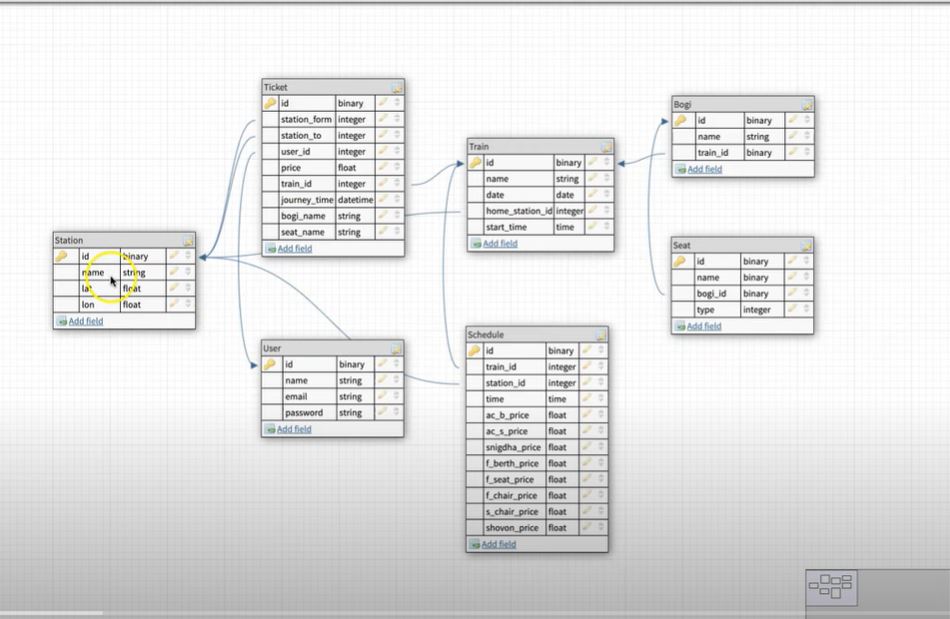 Ticket
id binary
station_form integer
station_to integer
user_id integer
price float
train_id integer
journey_time datetime
bogi_name string
seat_name string
Add field
Station
id binary
name string
float
lon float
Add field
User
id binary
name string
email string
password string
Add field
Train
id binary
name string
date date
home_station_id integer
start_time time
Add field
Schedule
id binary
train_id integer
station_id integer
time time
ac_b_price float
ac_s_price float
snigdha_price float
f_berth_price float
f_seat_price float
f_chair_price float
s_chair_price float
shovon_price float
Add field
Bogi
id binary
name string
train_id binary
Add field
Seat
id binary
name binary
bogi_id binary
type integer
Add field